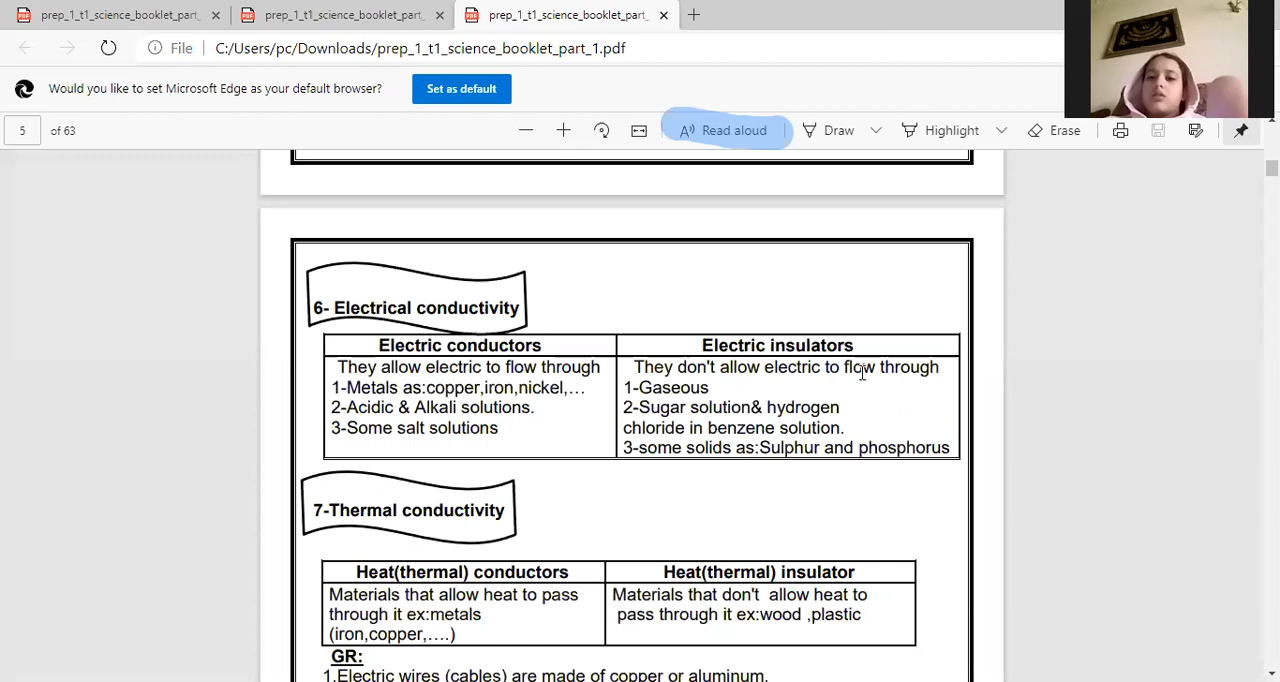 prep_1_t1_science_booklet_part_
prep_1_t1_science_booklet_part_
prep_1_t1_science_booklet_part_
File
C:/Users/pc/Downloads/prep_1_t1_science_booklet_part_1.pdf
Would you like to set Microsoft Edge as your default browser?
Set as default
5 of 63
Read aloud
Draw
Highlight
Erase
6- Electrical conductivity
Electric conductors
They allow electric to flow through
1-Metals as:copper,iron,nickel,…
2-Acidic & Alkali solutions.
3-Some salt solutions
Electric insulators
They don't allow electric to flow through
1-Gaseous
2-Sugar solution& hydrogen
chloride in benzene solution.
3-some solids as:Sulphur and phosphorus
7-Thermal conductivity
Heat(thermal) conductors
Materials that allow heat to pass
through it ex:metals
(iron,copper,….)
Heat(thermal) insulator
Materials that don't allow heat to
pass through it ex:wood ,plastic
GR:
1.Electric wires (cables) are made of copper or aluminum.